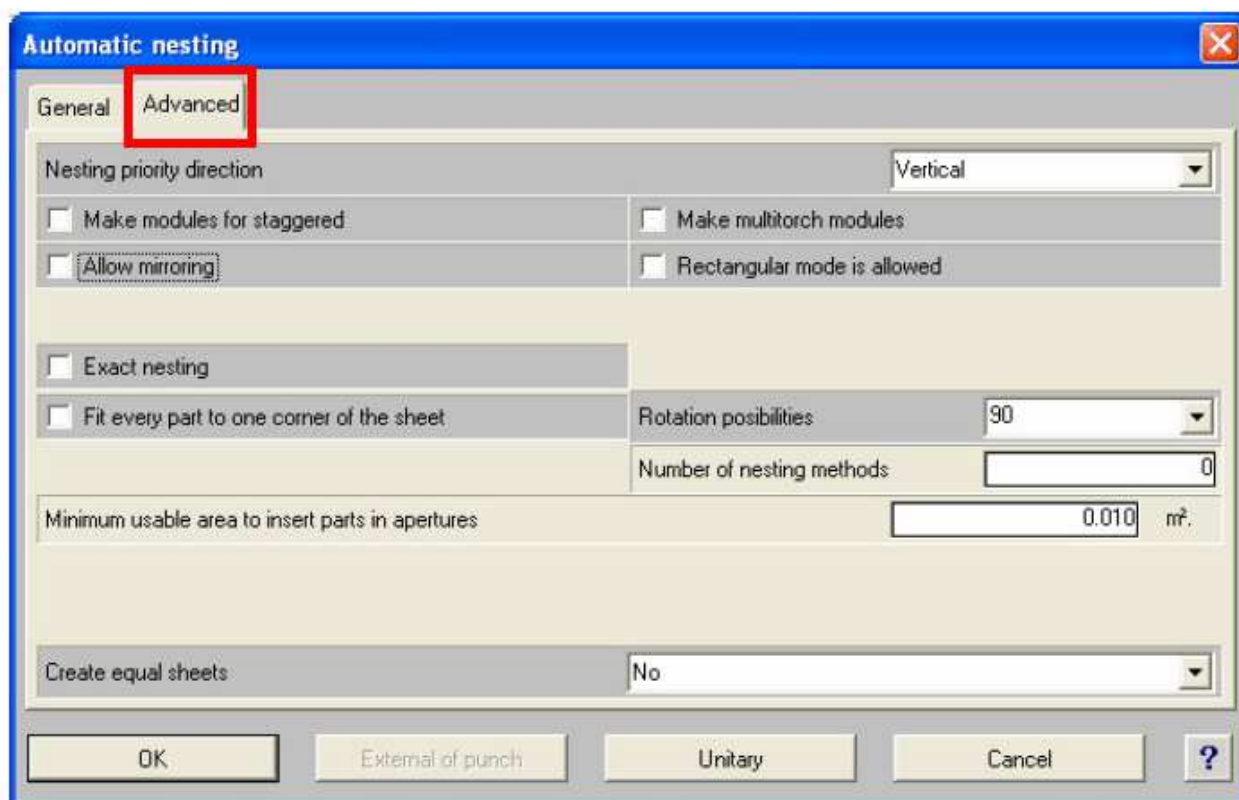 Automatic nesting
General Advanced
Nesting priority direction Vertical
Make modules for staggered Make multitorch modules
Allow mirroring Rectangular mode is allowed
Exact nesting
Fit every part to one corner of the sheet Rotation posibilities 90
Number of nesting methods 0
Minimum usable area to insert parts in apertures 0.010 m².
Create equal sheets No
OK External of punch Unitary Cancel ?